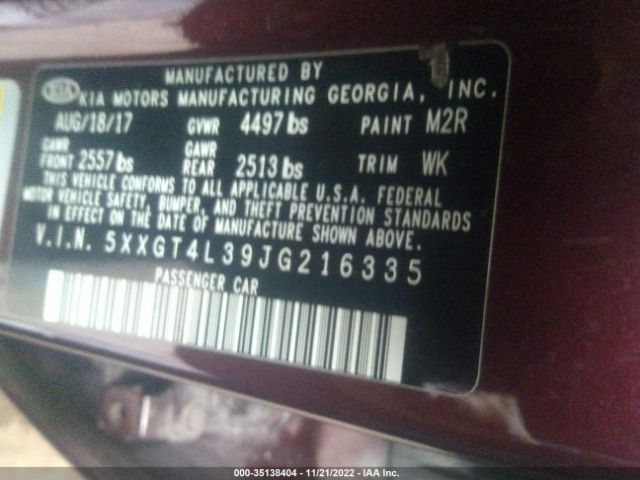 MANUFACTURED BY
KIA KIA MOTORS MANUFACTURING GEORGIA, INC.
AUG/18/17 GVWR 4497 lbs PAINT M2R
GAWR FRONT 2557 lbs GAWR REAR 2513 lbs TRIM WK
THIS VEHICLE CONFORMS TO ALL APPLICABLE U.S.A. FEDERAL
MOTOR VEHICLE SAFETY, BUMPER, AND THEFT PREVENTION STANDARDS
IN EFFECT ON THE DATE OF MANUFACTURE SHOWN ABOVE.
V.I.N. 5XXGT4L39JG216335
PASSENGER CAR
000-35138404 - 11/21/2022 - IAA Inc.